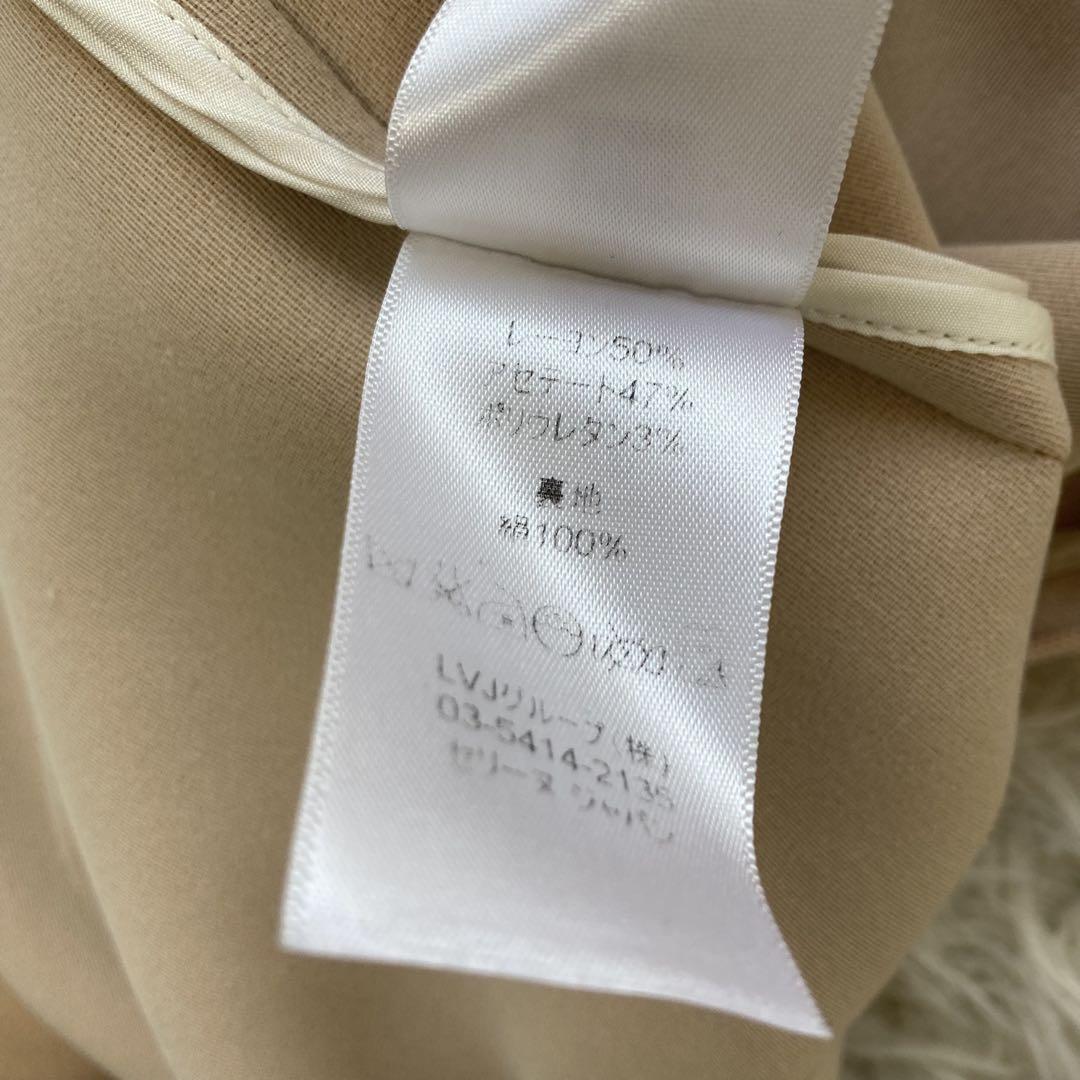 レーヨン50%
アセテート47%
ポリウレタン3%
裏地
絹100%
LVJグループ(株)
03-5414-2135
セリーヌ ジャパン